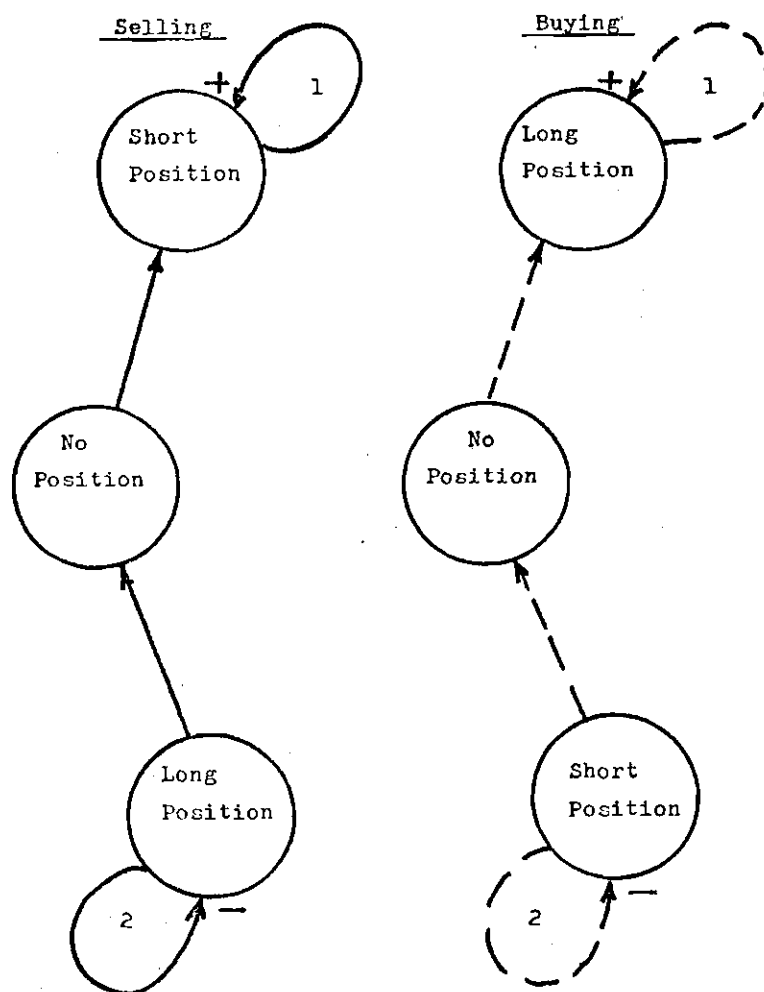 Selling
+
1
Short
Position
No
Position
Long
Position
2
−
Buying
+
1
Long
Position
No
Position
Short
Position
2
−